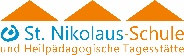 St. Nikolaus-Schule
und Heilpädagogische Tagesstätte